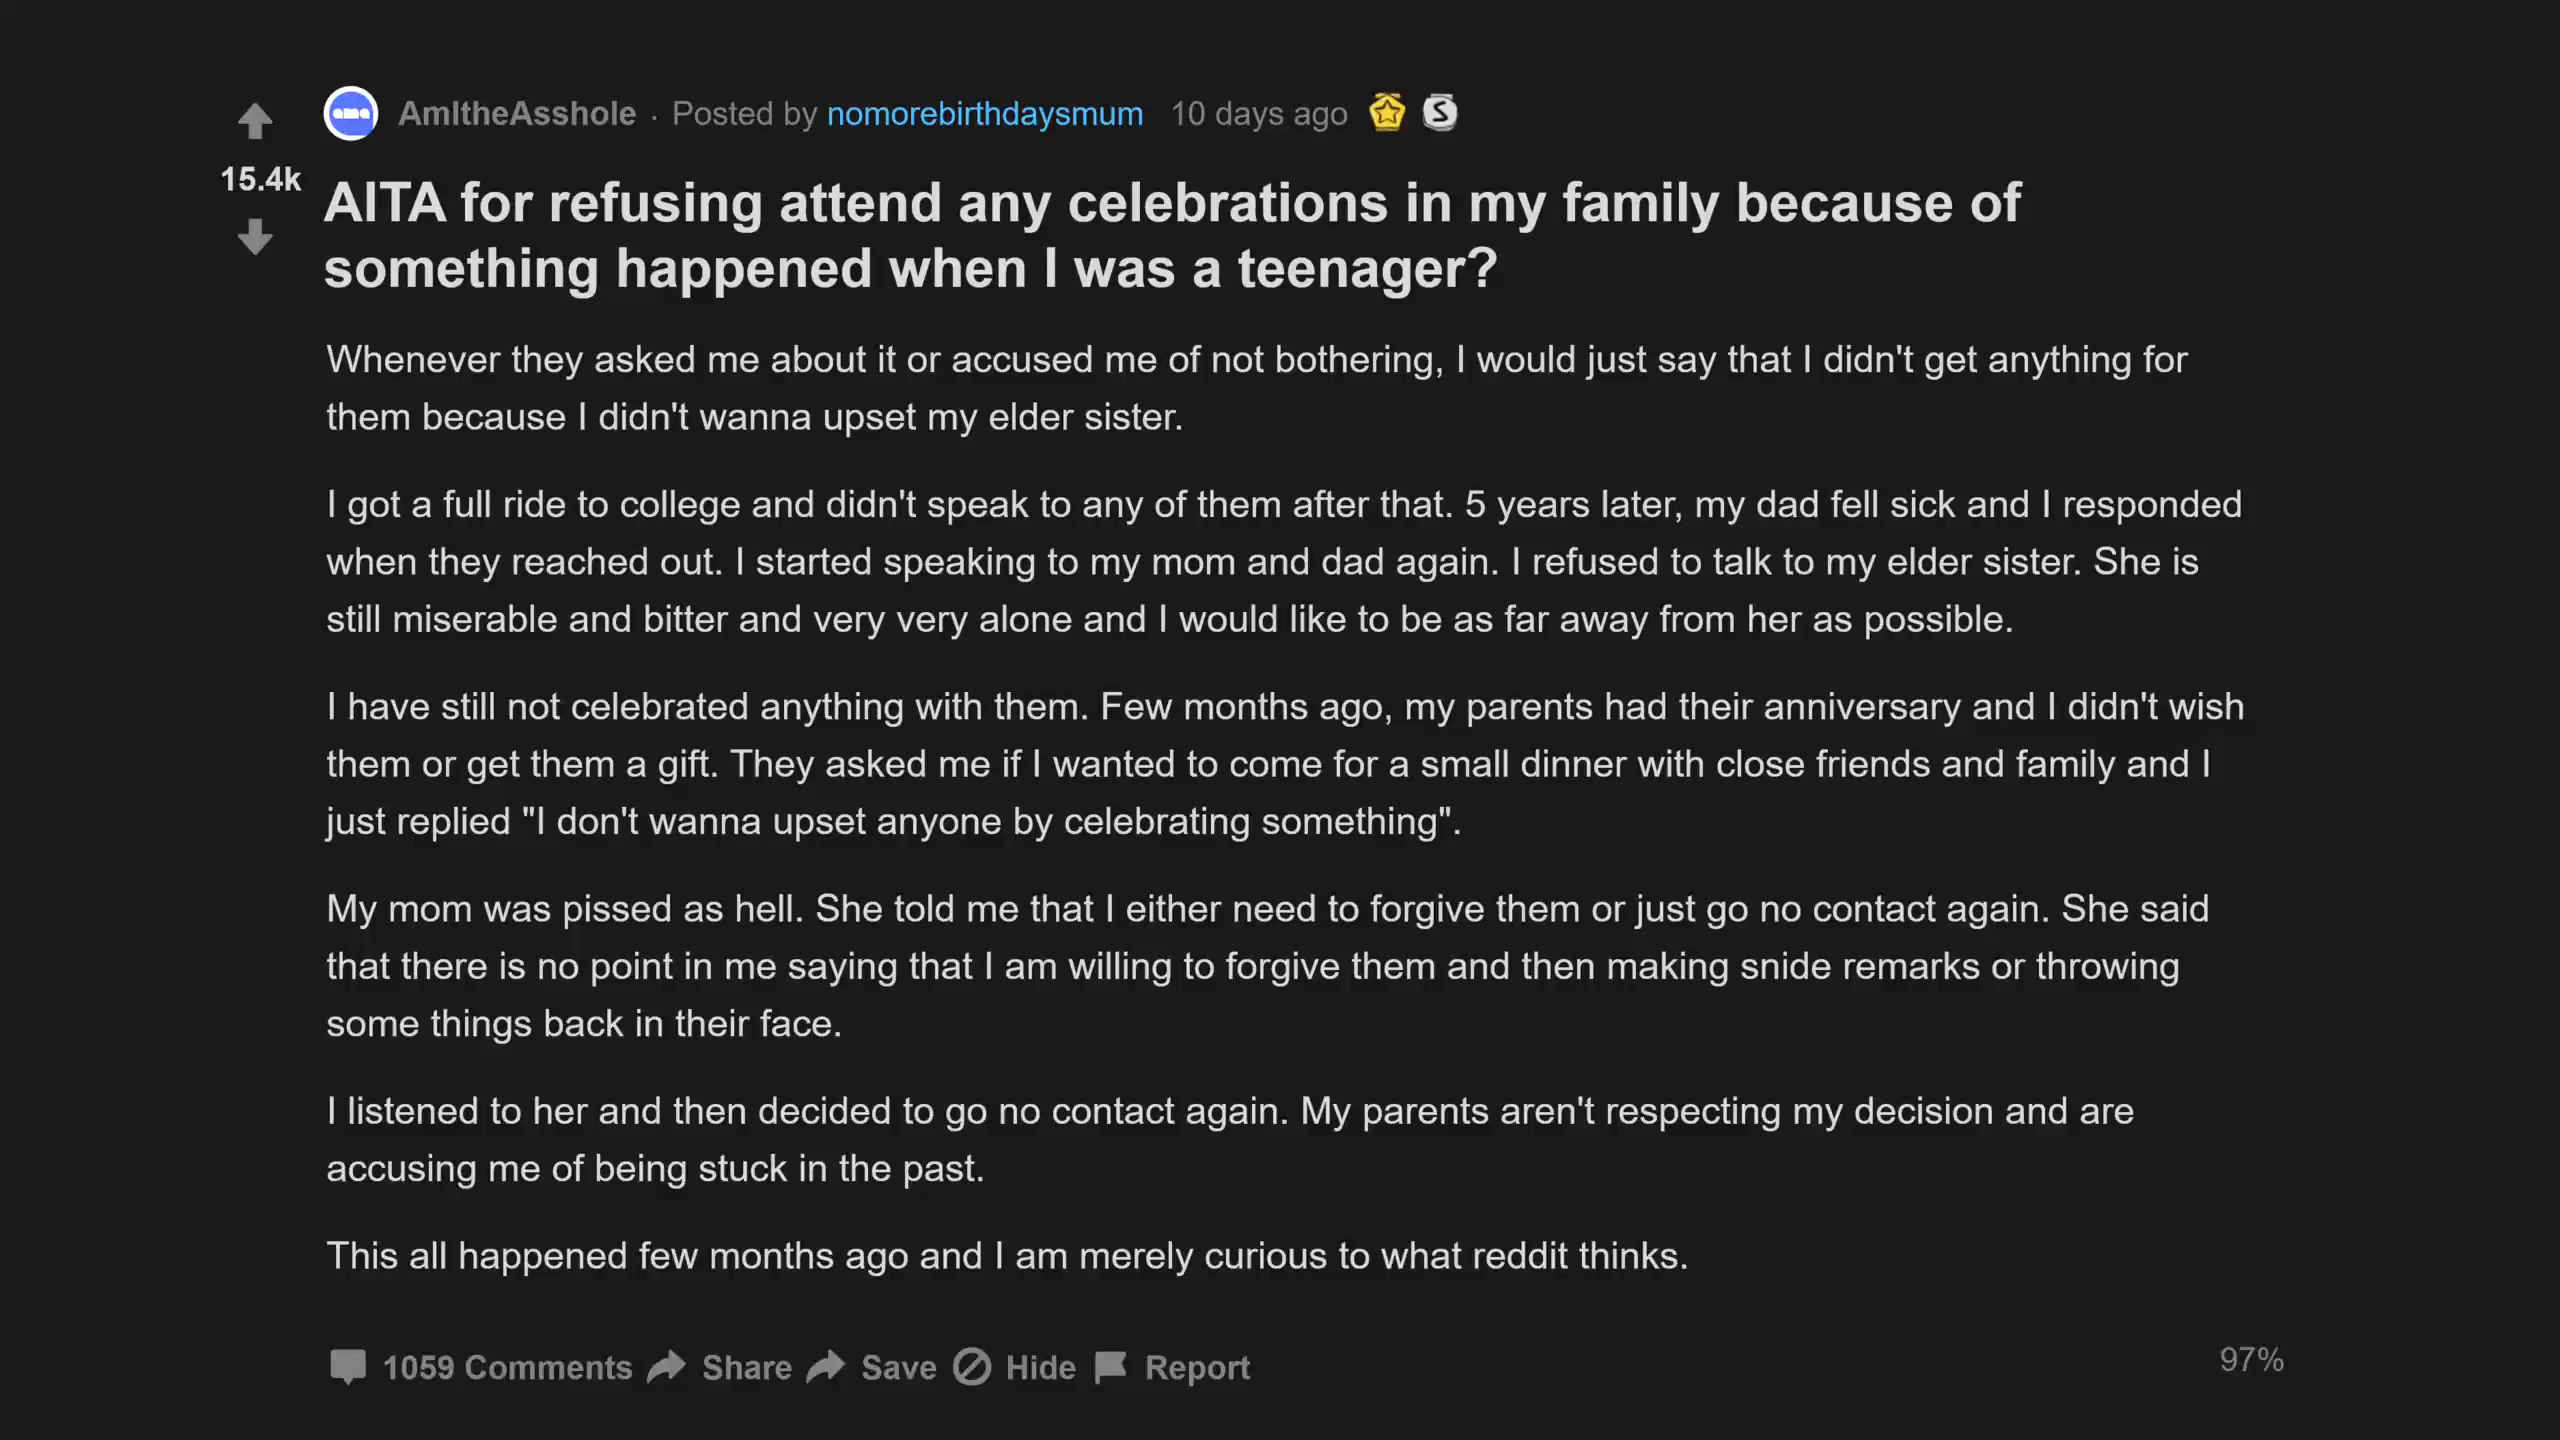 AmItheAsshole · Posted by nomorebirthdaysmum 10 days ago
15.4k
AITA for refusing attend any celebrations in my family because of
something happened when I was a teenager?
Whenever they asked me about it or accused me of not bothering, I would just say that I didn't get anything for
them because I didn't wanna upset my elder sister.
I got a full ride to college and didn't speak to any of them after that. 5 years later, my dad fell sick and I responded
when they reached out. I started speaking to my mom and dad again. I refused to talk to my elder sister. She is
still miserable and bitter and very very alone and I would like to be as far away from her as possible.
I have still not celebrated anything with them. Few months ago, my parents had their anniversary and I didn't wish
them or get them a gift. They asked me if I wanted to come for a small dinner with close friends and family and I
just replied "I don't wanna upset anyone by celebrating something".
My mom was pissed as hell. She told me that I either need to forgive them or just go no contact again. She said
that there is no point in me saying that I am willing to forgive them and then making snide remarks or throwing
some things back in their face.
I listened to her and then decided to go no contact again. My parents aren't respecting my decision and are
accusing me of being stuck in the past.
This all happened few months ago and I am merely curious to what reddit thinks.
1059 Comments Share Save Hide Report
97%